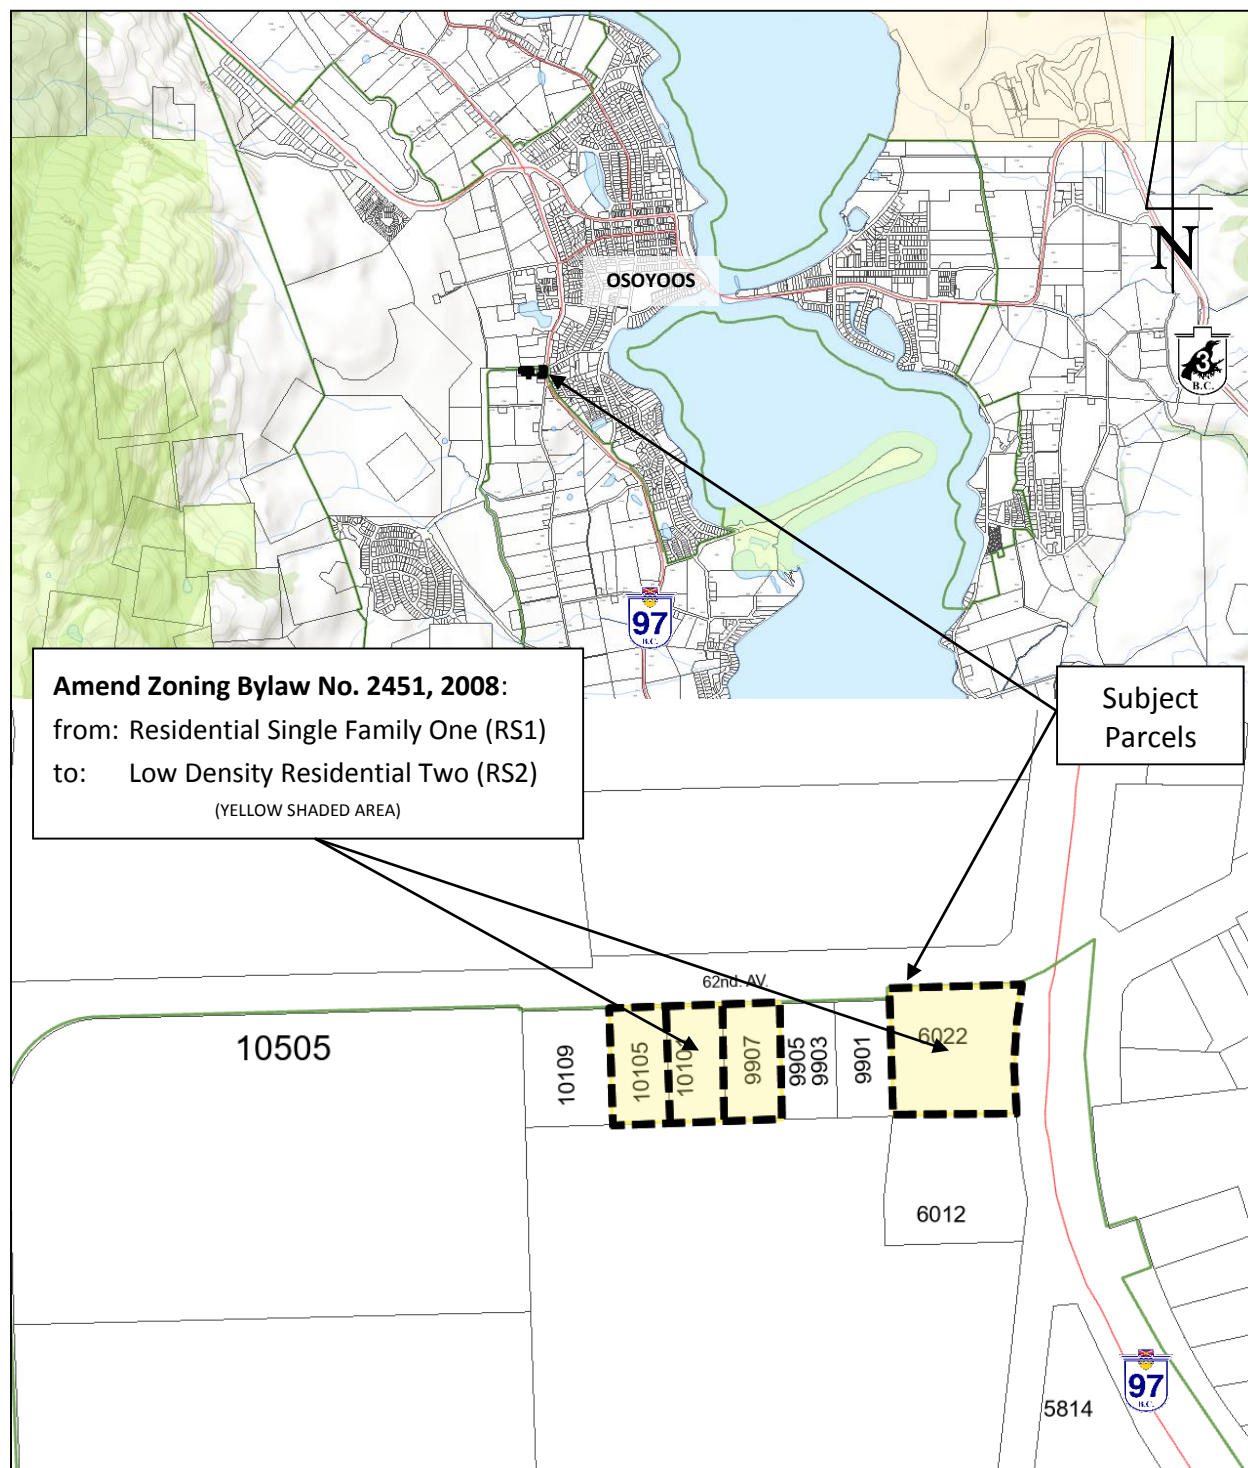 OSOYOOS
N
3
B.C.
97
B.C.
Amend Zoning Bylaw No. 2451, 2008:
from: Residential Single Family One (RS1)
to: Low Density Residential Two (RS2)
(YELLOW SHADED AREA)
Subject
Parcels
62nd. AV.
10505
10109
10105
9907
9905
9903
9901
6022
6012
97
B.C.
5814